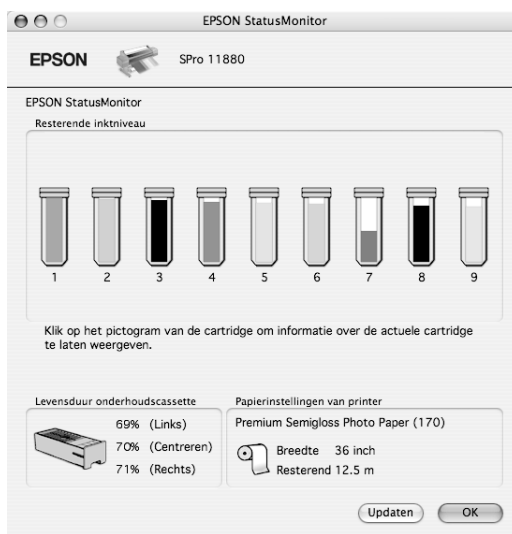 EPSON StatusMonitor
EPSON SPro 11880
EPSON StatusMonitor
Resterende inktniveau
1 2 3 4 5 6 7 8 9
Klik op het pictogram van de cartridge om informatie over de actuele cartridge
te laten weergeven.
Levensduur onderhoudscassette
69% (Links)
70% (Centreren)
71% (Rechts)
Papierinstellingen van printer
Premium Semigloss Photo Paper (170)
Breedte 36 inch
Resterend 12.5 m
Updaten OK